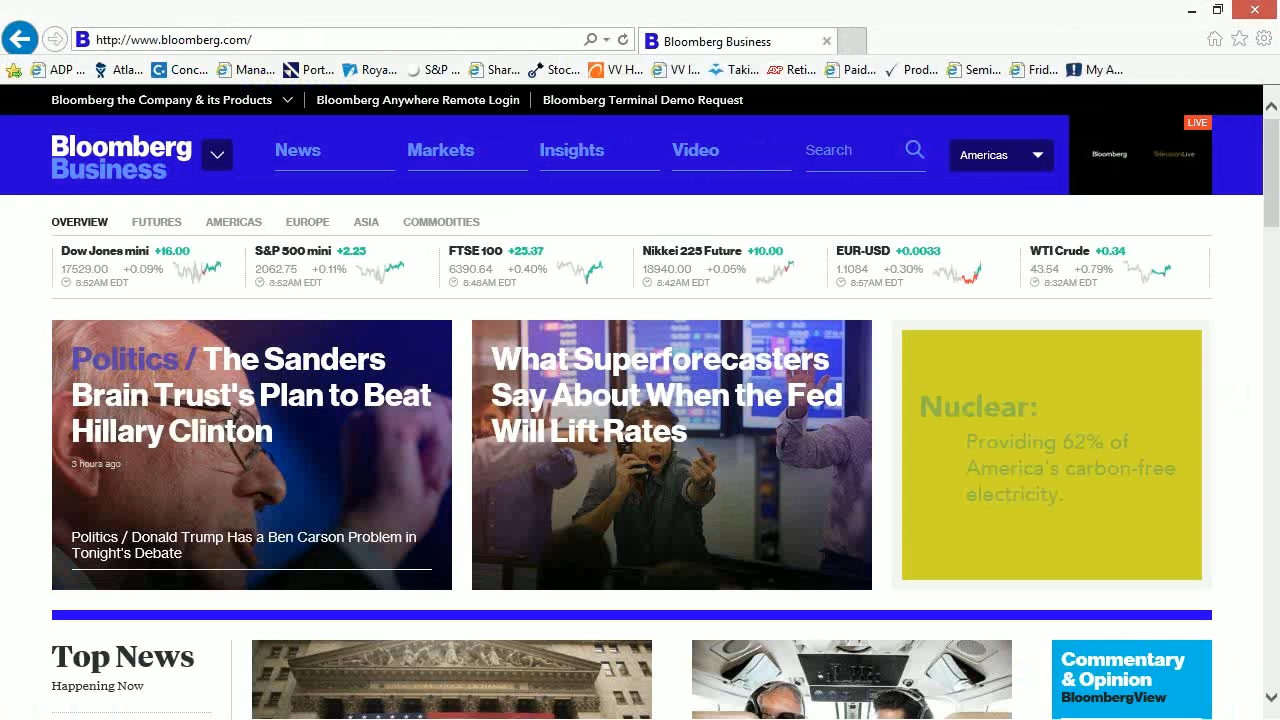 http://www.bloomberg.com/
Bloomberg Business
ADP ...
Atla...
Conc...
Mana...
Port...
Roya...
S&P ...
Shar...
Stoc...
VV H...
VV I...
Taki...
Reti...
Paid...
Prod...
Semi...
Frid...
My A...
Bloomberg the Company & its Products
Bloomberg Anywhere Remote Login
Bloomberg Terminal Demo Request
LIVE
Bloomberg
Business
News
Markets
Insights
Video
Search
Americas
Bloomberg
TelevisionLive
OVERVIEW
FUTURES
AMERICAS
EUROPE
ASIA
COMMODITIES
Dow Jones mini +16.00
17529.00 +0.09%
8:52AM EDT
S&P 500 mini +2.25
2062.75 +0.11%
8:52AM EDT
FTSE 100 +25.37
6390.64 +0.40%
8:48AM EDT
Nikkei 225 Future +10.00
18940.00 +0.05%
8:42AM EDT
EUR-USD +0.0033
1.1084 +0.30%
8:57AM EDT
WTI Crude +0.34
43.54 +0.79%
8:32AM EDT
Politics / The Sanders
Brain Trust's Plan to Beat
Hillary Clinton
3 hours ago
Politics / Donald Trump Has a Ben Carson Problem in
Tonight's Debate
What Superforecasters
Say About When the Fed
Will Lift Rates
Nuclear:
Providing 62% of
America's carbon-free
electricity.
Top News
Happening Now
NEW YORK STOCK EXCHANGE
Commentary
& Opinion
BloombergView